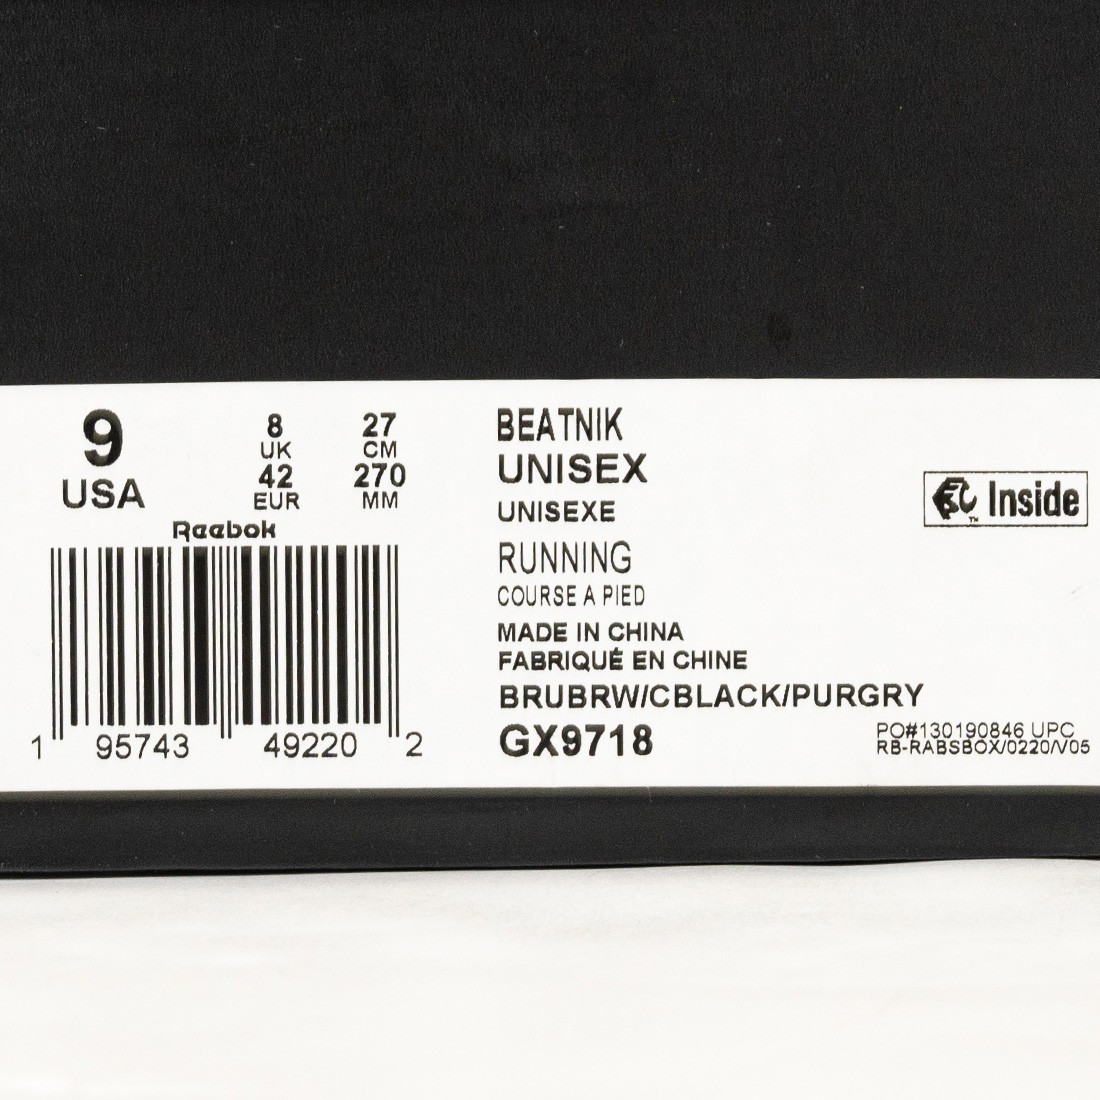 9
USA
8
UK
42
EUR
27
CM
270
MM
Reebok
1 95743 49220 2
BEATNIK
UNISEX
UNISEXE
RUNNING
COURSE A PIED
MADE IN CHINA
FABRIQUÉ EN CHINE
BRUBRW/CBLACK/PURGRY
GX9718
Inside
PO#130190846 UPC
RB-RABSBOX/0220/V05